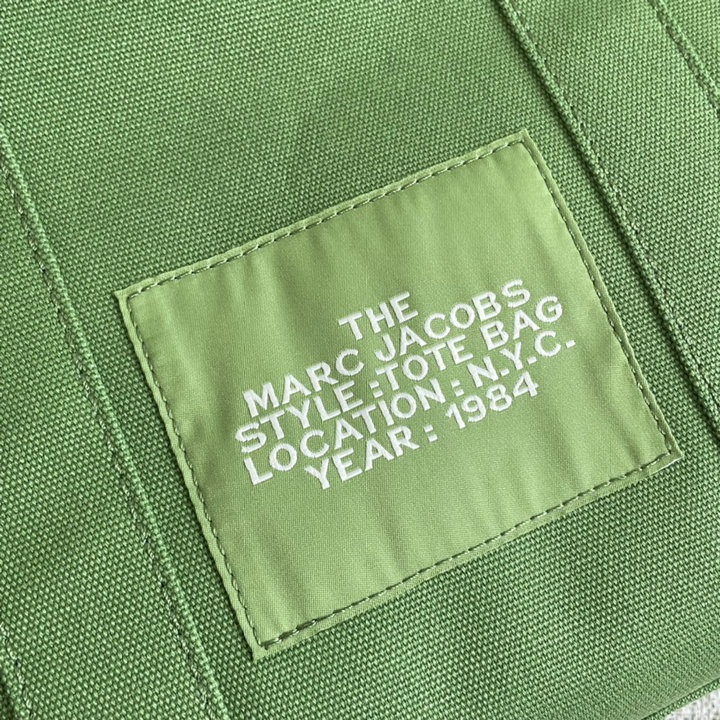 THE
MARC JACOBS
STYLE : TOTE BAG
LOCATION : N.Y.C.
YEAR : 1984